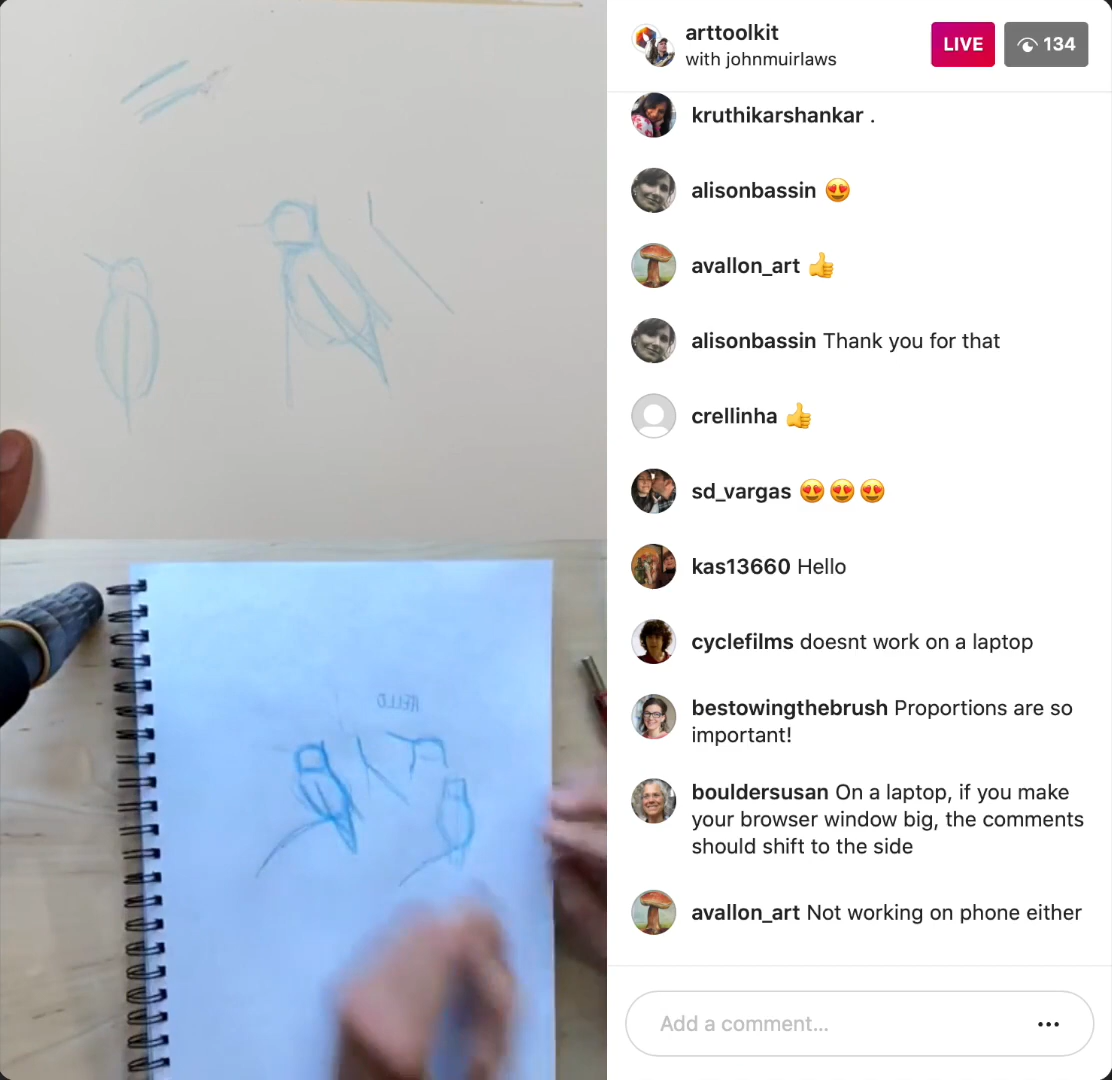 arttoolkit
with johnmuirlaws
LIVE
134
kruthikarshankar .
alisonbassin 😍
avallon_art 👍
alisonbassin Thank you for that
crellinha 👍
sd_vargas 😍😍😍
kas13660 Hello
cyclefilms doesnt work on a laptop
bestowingthebrush Proportions are so
important!
bouldersusan On a laptop, if you make
your browser window big, the comments
should shift to the side
avallon_art Not working on phone either
Add a comment...
HELLO